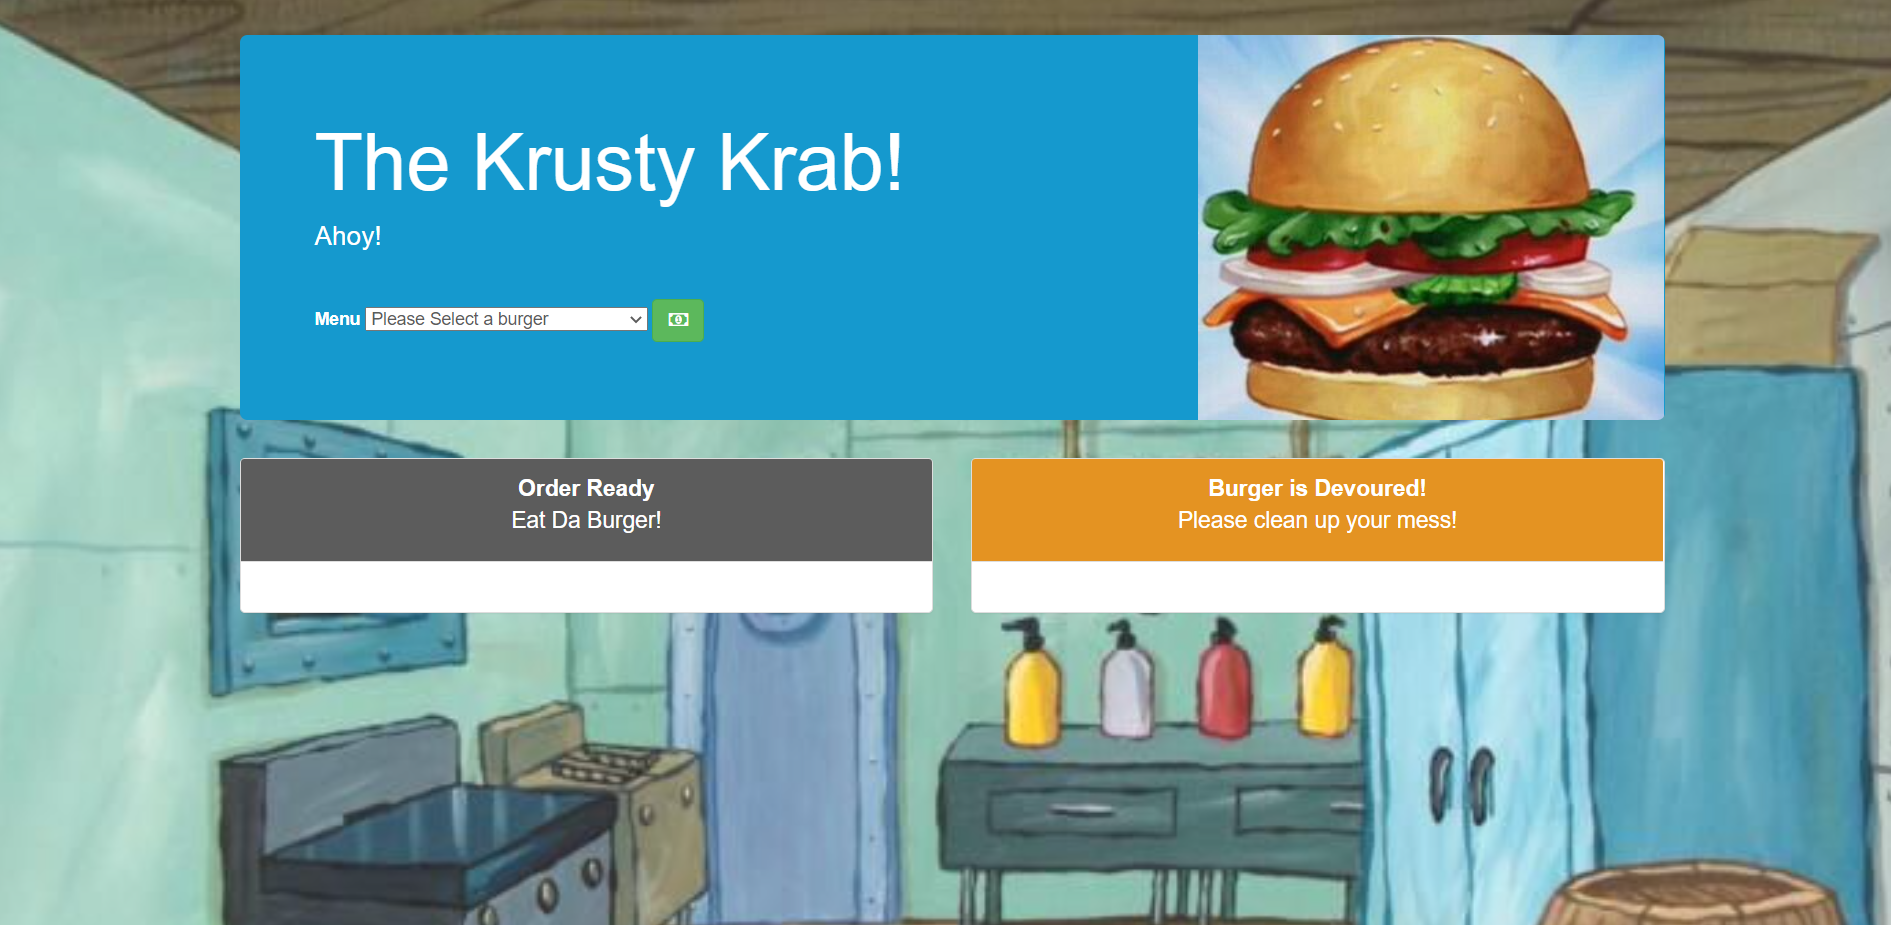 The Krusty Krab!
Ahoy!
Menu Please Select a burger
Order Ready
Eat Da Burger!
Burger is Devoured!
Please clean up your mess!